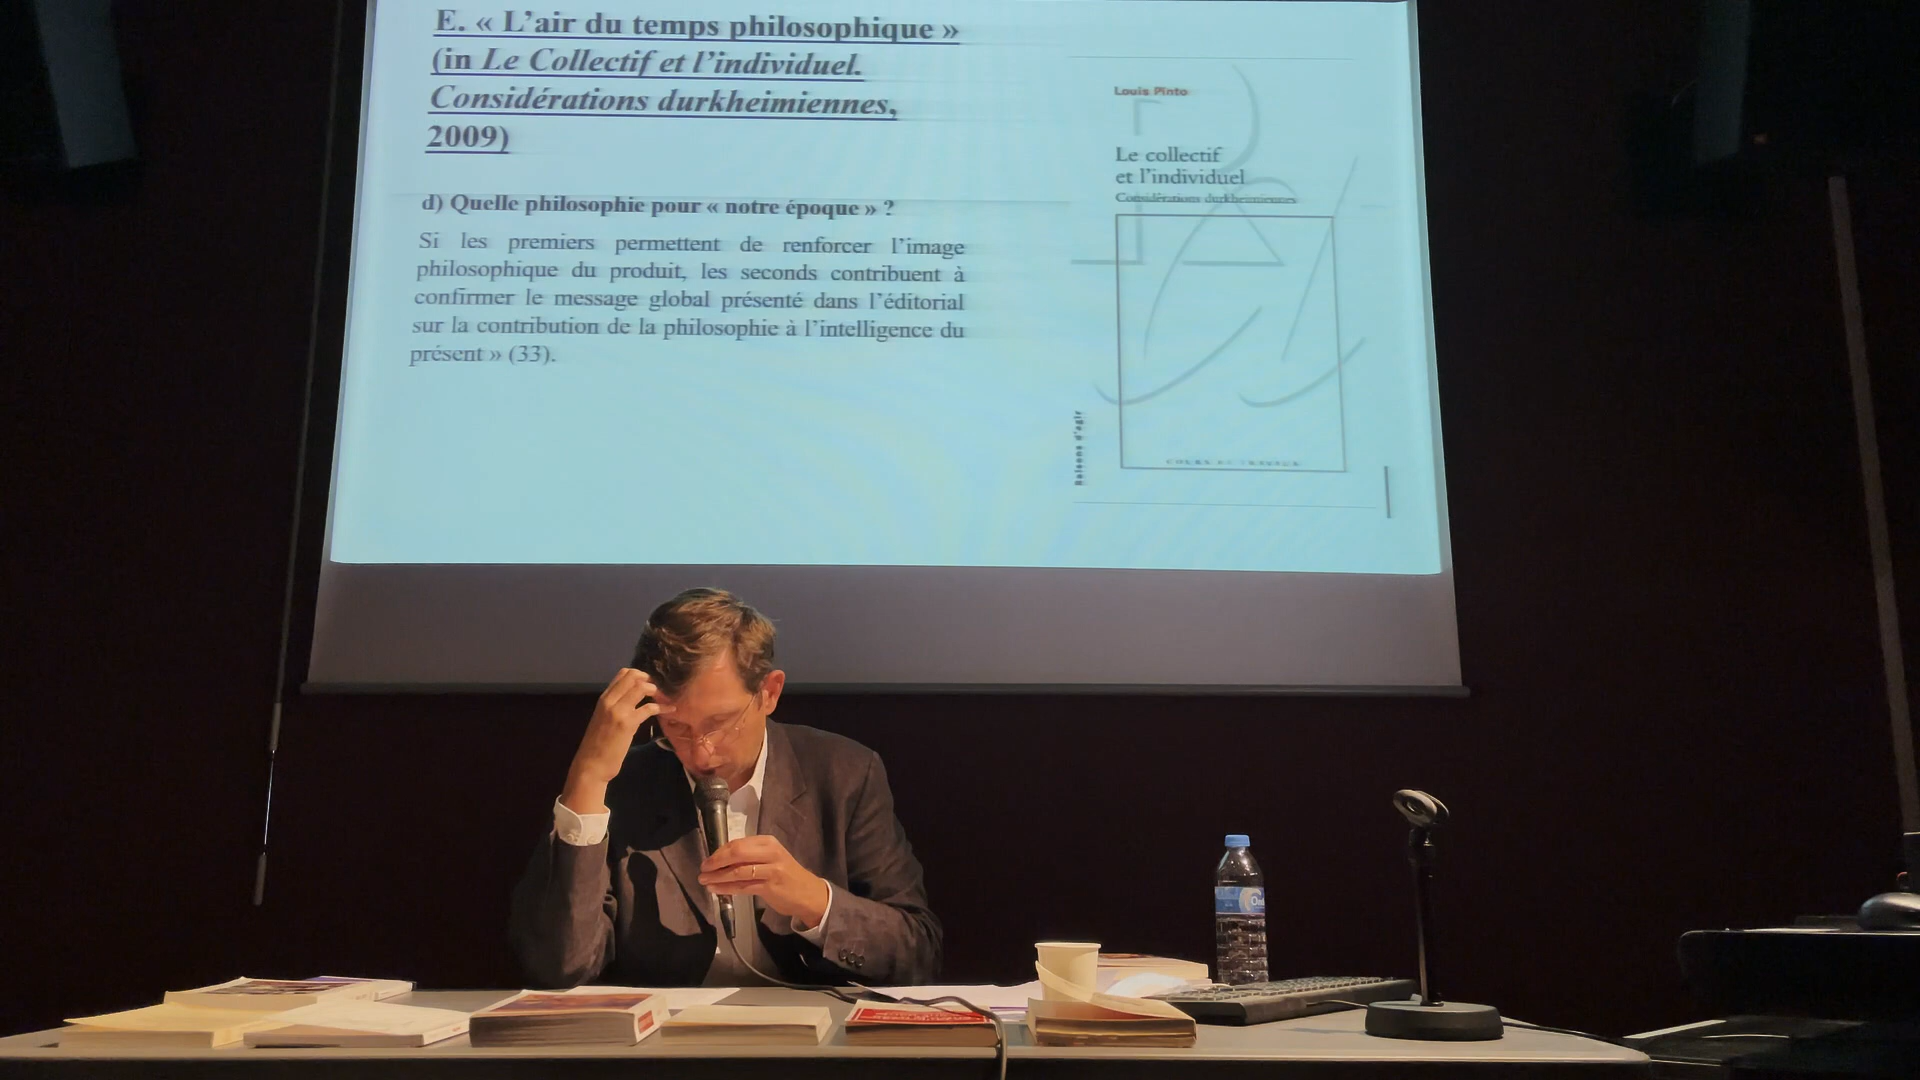 E. « L’air du temps philosophique »
(in Le Collectif et l’individuel.
Considérations durkheimiennes,
2009)
d) Quelle philosophie pour « notre époque » ?
Si les premiers permettent de renforcer l’image
philosophique du produit, les seconds contribuent à
confirmer le message global présenté dans l’éditorial
sur la contribution de la philosophie à l’intelligence du
présent » (33).
Louis Pinto
Le collectif
et l’individuel
Considérations durkheimiennes
Raisons d’agir
COURS ET TRAVAUX